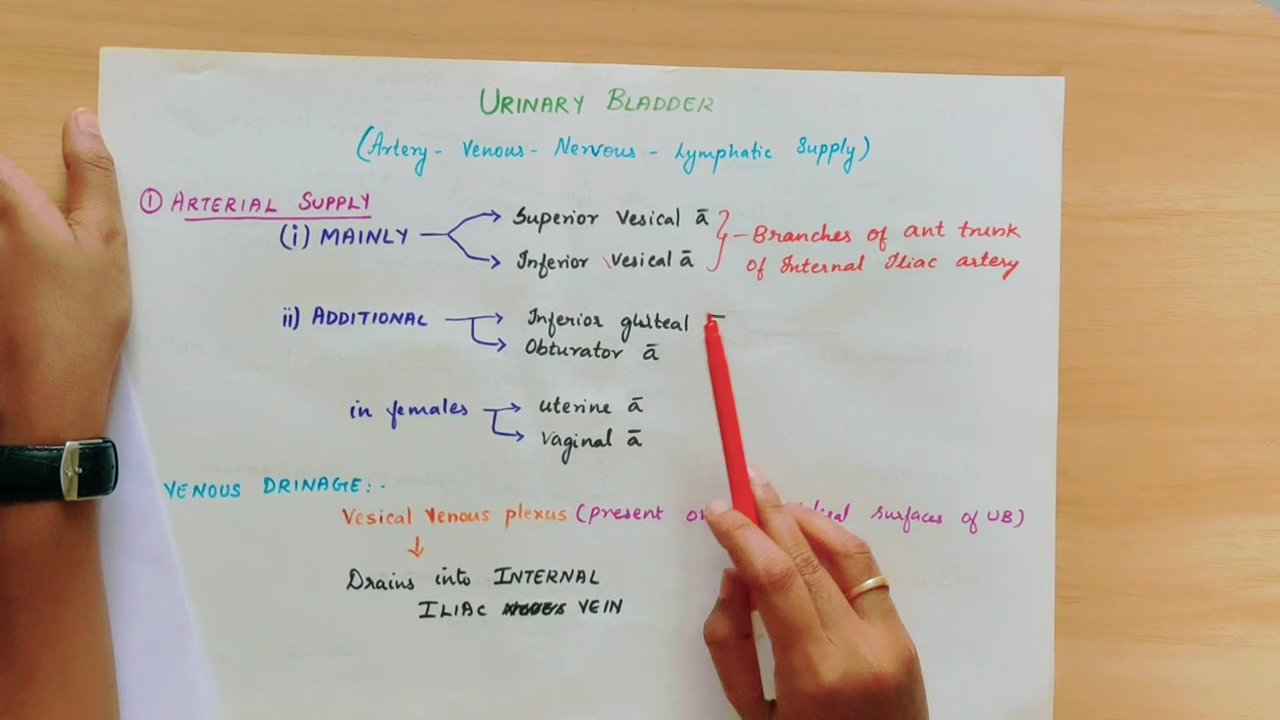 URINARY BLADDER
(Artery - Venous - Nervous - Lymphatic Supply)
① ARTERIAL SUPPLY
(i) MAINLY
Superior Vesical ā
Inferior Vesical ā
- Branches of ant trunk
of Internal Iliac artery
ii) ADDITIONAL
Inferior gluteal
Obturator ā
in females
uterine ā
Vaginal ā
VENOUS DRINAGE:-
Vesical Venous plexus (present surfaces of UB)
↓
Drains into INTERNAL
ILIAC VEIN